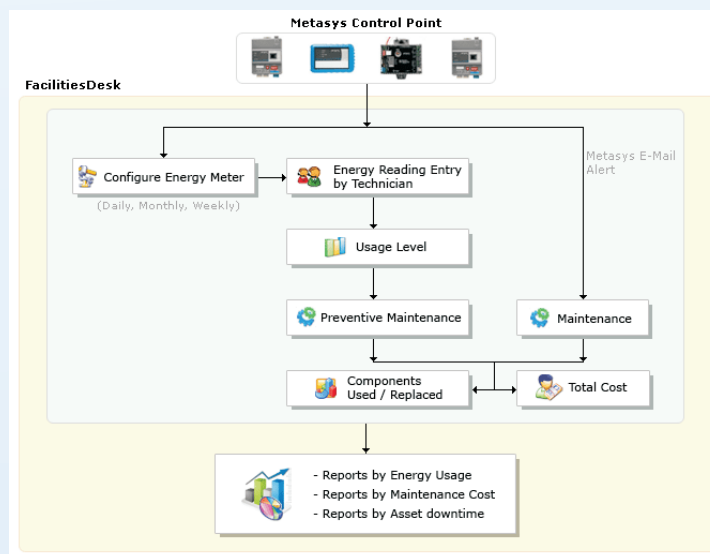 Metasys Control Point
FacilitiesDesk
Metasys E-Mail
Alert
Configure Energy Meter
(Daily, Monthly, Weekly)
Energy Reading Entry
by Technician
Usage Level
Preventive Maintenance
Maintenance
Components
Used / Replaced
Total Cost
- Reports by Energy Usage
- Reports by Maintenance Cost
- Reports by Asset downtime